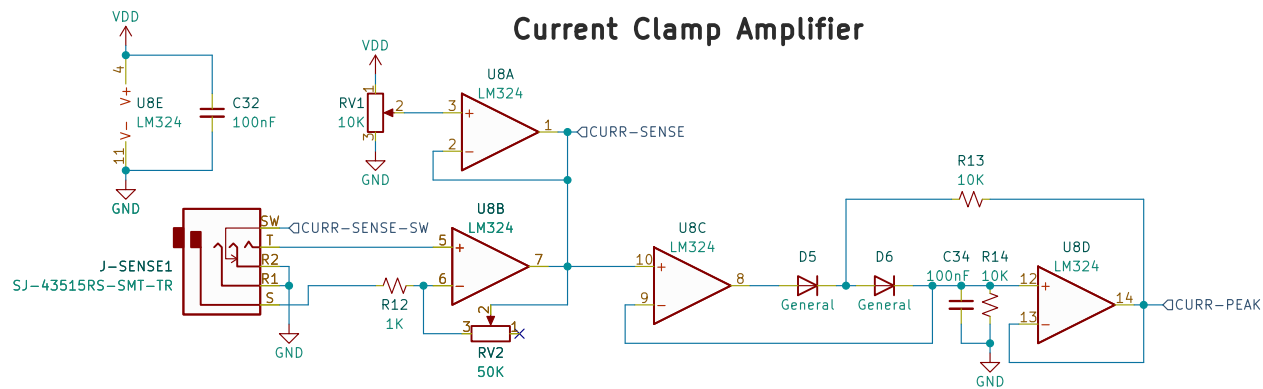 Current Clamp Amplifier
VDD
4
V+
U8E
LM324
V-
11
GND
C32
100nF
VDD
1
RV1
10K
2
3
GND
U8A
LM324
3
+
2
-
1
CURR-SENSE
J-SENSE1
SJ-43515RS-SMT-TR
SW
T
R2
R1
S
CURR-SENSE-SW
GND
R12
1K
U8B
LM324
5
+
6
-
7
2
3
1
RV2
50K
U8C
LM324
10
+
9
-
8
D5
General
D6
General
R13
10K
C34
100nF
R14
10K
GND
U8D
LM324
12
+
13
-
14
CURR-PEAK